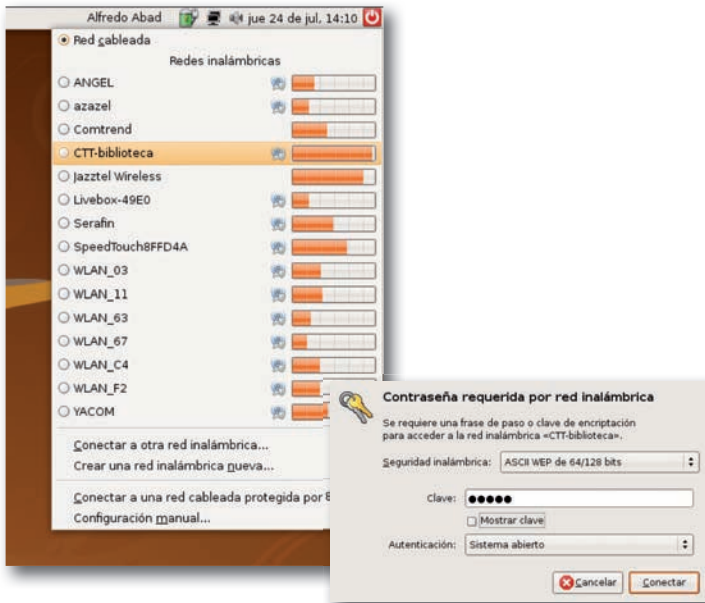 Alfredo Abad jue 24 de jul, 14:10
Red cableada
Redes inalámbricas
ANGEL
azazel
Comtrend
CTT-biblioteca
Jazztel Wireless
Livebox-49E0
Serafin
SpeedTouch8FFD4A
WLAN_03
WLAN_11
WLAN_63
WLAN_67
WLAN_C4
WLAN_F2
YACOM
Conectar a otra red inalámbrica...
Crear una red inalámbrica nueva...
Conectar a una red cableada protegida por
Configuración manual...
Contraseña requerida por red inalámbrica
Se requiere una frase de paso o clave de encriptación
para acceder a la red inalámbrica «CTT-biblioteca».
Seguridad inalámbrica: ASCII WEP de 64/128 bits
Clave: ●●●●●
Mostrar clave
Autenticación: Sistema abierto
Cancelar Conectar